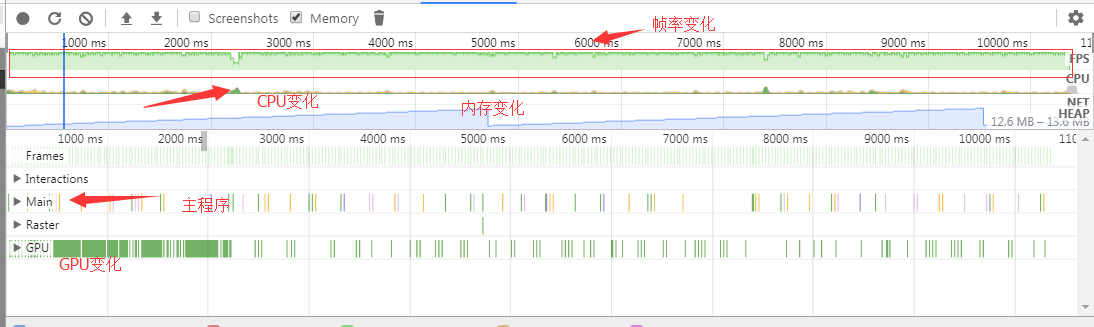 Screenshots Memory
帧率变化
1000 ms 2000 ms 3000 ms 4000 ms 5000 ms 6000 ms 7000 ms 8000 ms 9000 ms 10000 ms
FPS
CPU
CPU变化
内存变化
NET
HEAP
12.6 MB – 15.6 MB
1000 ms 2000 ms 3000 ms 4000 ms 5000 ms 6000 ms 7000 ms 8000 ms 9000 ms 10000 ms
Frames
Interactions
Main
主程序
Raster
GPU
GPU变化